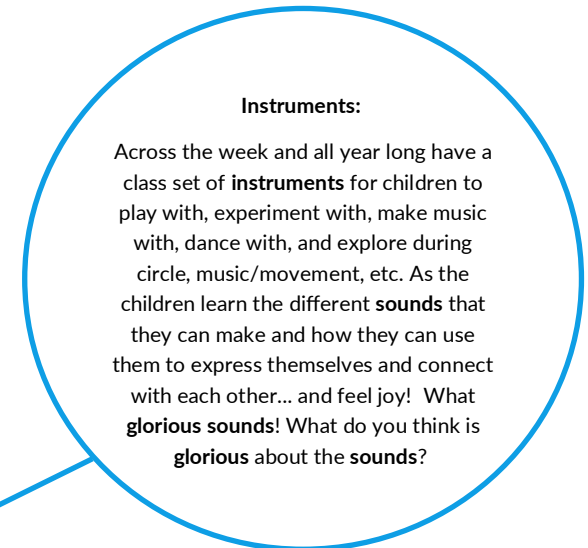 Instruments:
Across the week and all year long have a
class set of instruments for children to
play with, experiment with, make music
with, dance with, and explore during
circle, music/movement, etc. As the
children learn the different sounds that
they can make and how they can use
them to express themselves and connect
with each other... and feel joy!  What
glorious sounds! What do you think is
glorious about the sounds?